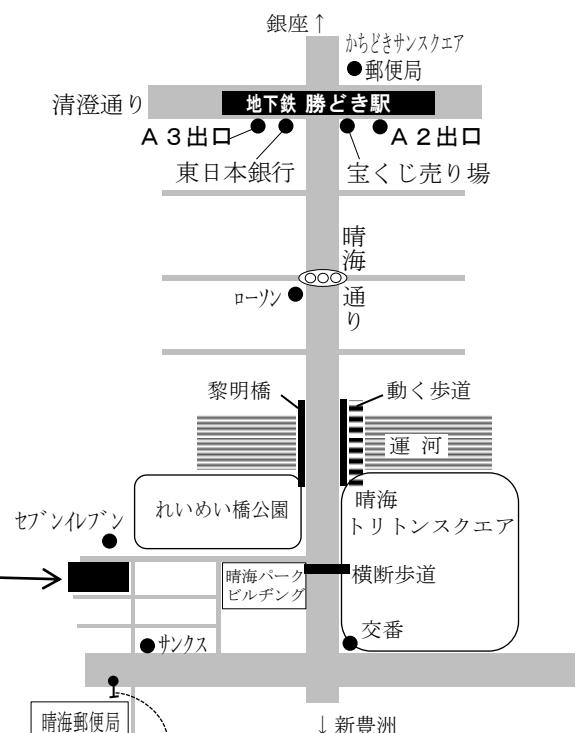 銀座↑
かちどきサンスクエア
●郵便局
清澄通り
地下鉄 勝どき駅
A3出口
A2出口
東日本銀行
宝くじ売り場
晴海通り
ローソン
黎明橋
動く歩道
運河
れいめい橋公園
晴海
トリトンスクエア
セブンイレブン
晴海パーク
ビルヂング
横断歩道
交番
サンクス
晴海郵便局
↓新豊洲